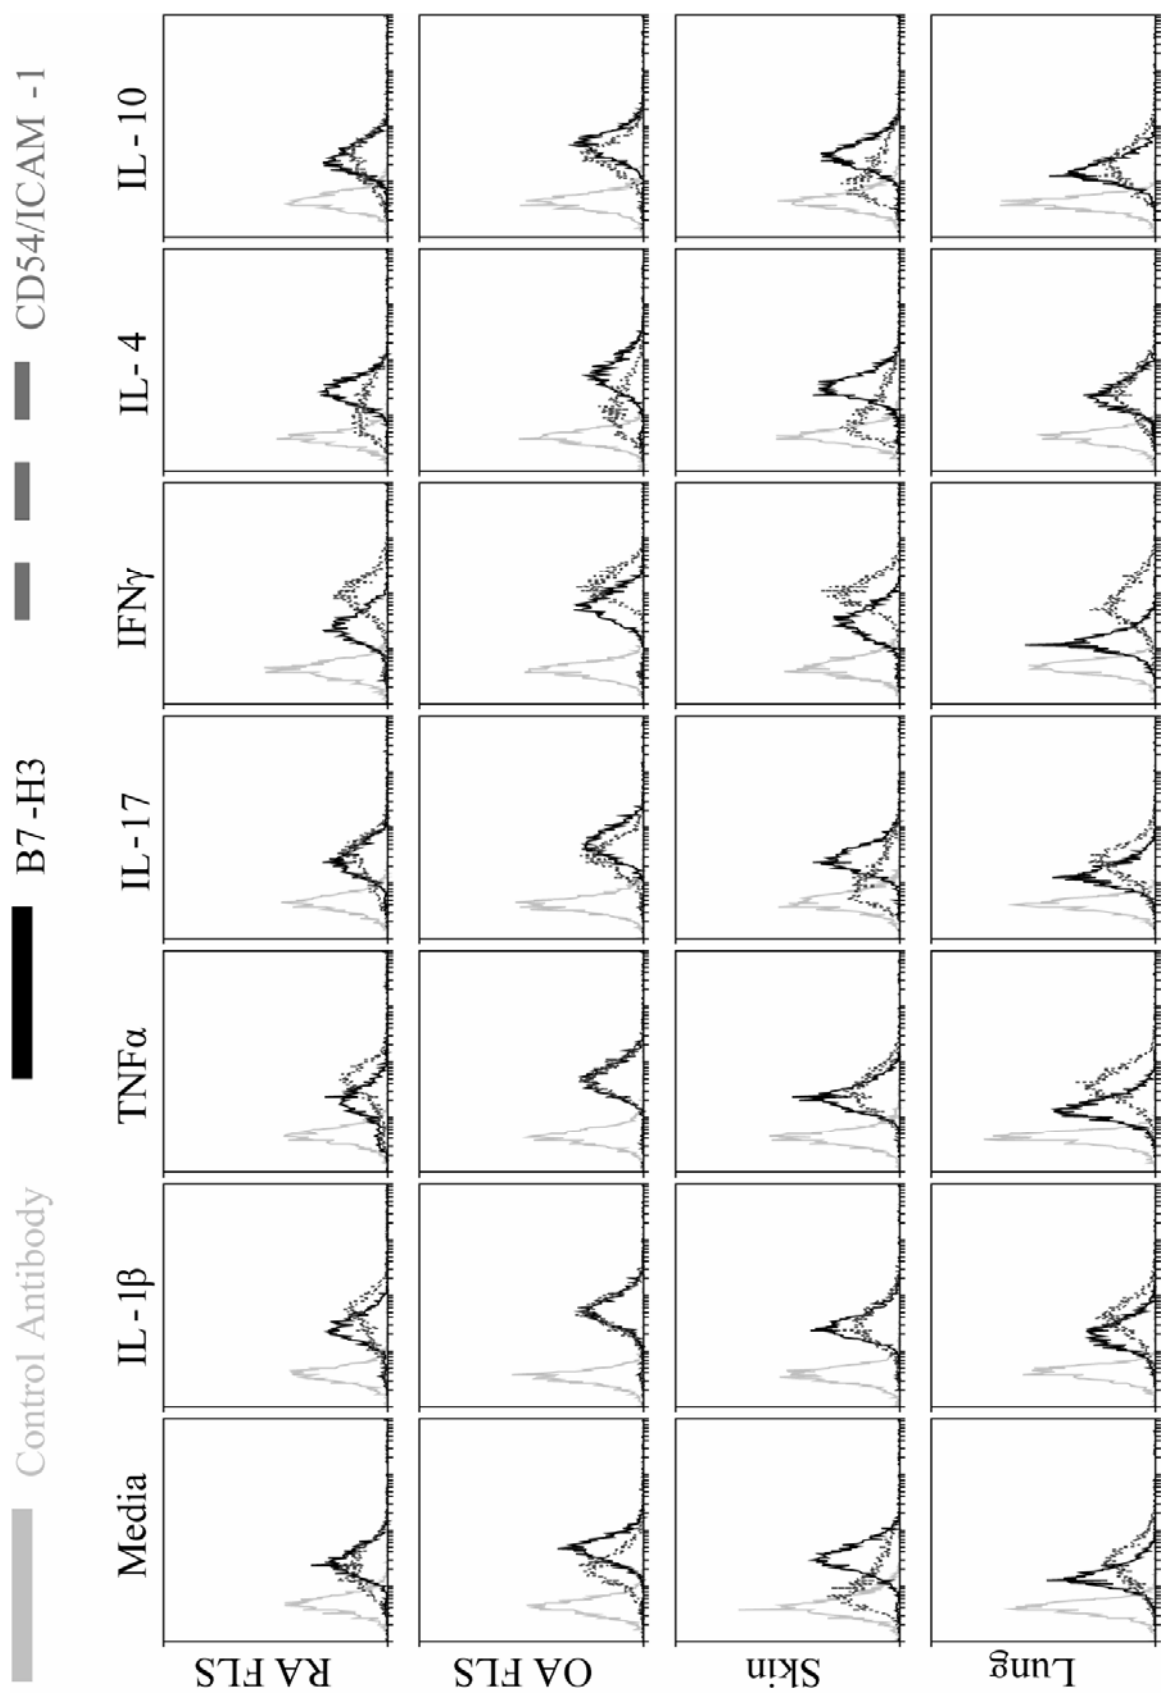 Control Antibody B7 -H3 CD54/ICAM -1
Media IL - 1β TNFα IL -17 IFNγ IL- 4 IL - 10
RA FLS
OA FLS
Skin
Lung